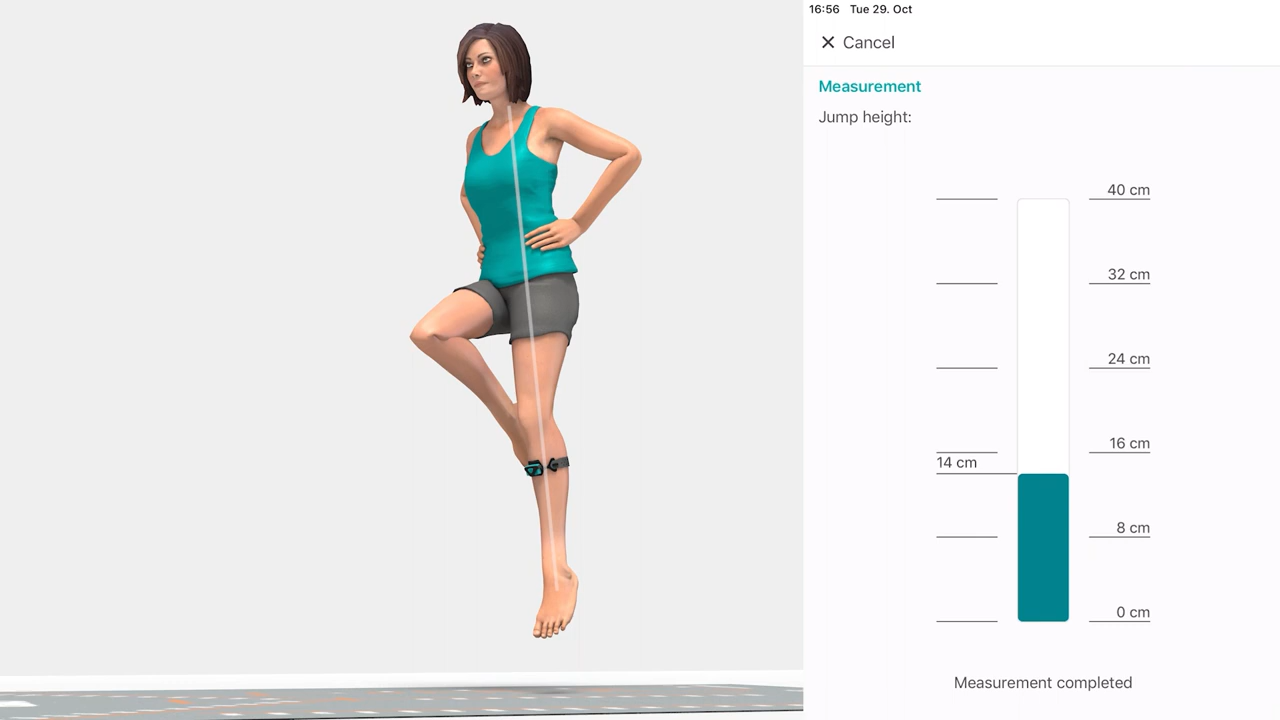 16:56 Tue 29. Oct
✕ Cancel
Measurement
Jump height:
40 cm
32 cm
24 cm
16 cm
14 cm
8 cm
0 cm
Measurement completed